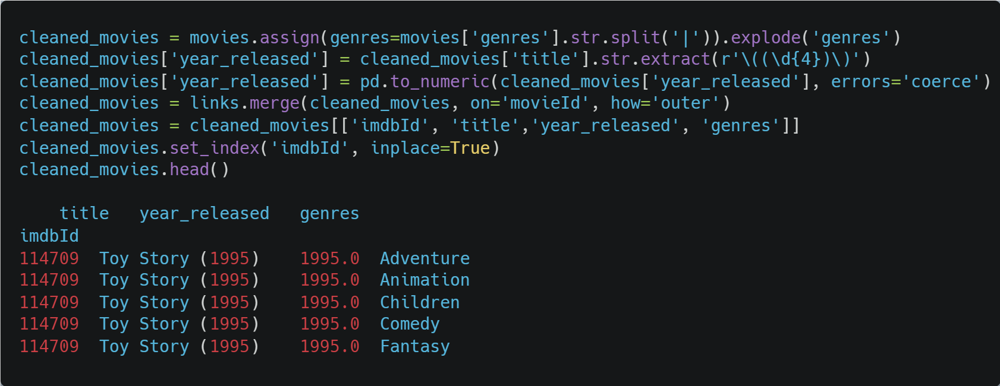 cleaned_movies = movies.assign(genres=movies['genres'].str.split('|')).explode('genres')
cleaned_movies['year_released'] = cleaned_movies['title'].str.extract(r'\((\d{4})\)')
cleaned_movies['year_released'] = pd.to_numeric(cleaned_movies['year_released'], errors='coerce')
cleaned_movies = links.merge(cleaned_movies, on='movieId', how='outer')
cleaned_movies = cleaned_movies[['imdbId', 'title','year_released', 'genres']]
cleaned_movies.set_index('imdbId', inplace=True)
cleaned_movies.head()
title year_released genres
imdbId
114709 Toy Story (1995) 1995.0 Adventure
114709 Toy Story (1995) 1995.0 Animation
114709 Toy Story (1995) 1995.0 Children
114709 Toy Story (1995) 1995.0 Comedy
114709 Toy Story (1995) 1995.0 Fantasy